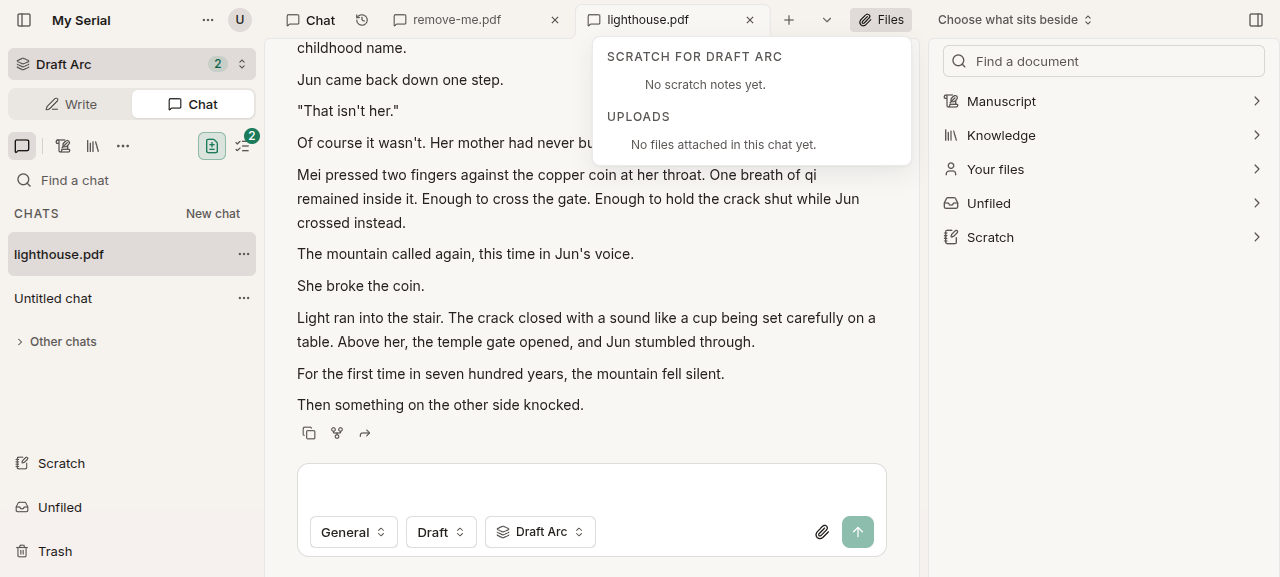 My Serial
U
Draft Arc
2
Write
Chat
2
Find a chat
CHATS
New chat
lighthouse.pdf
Untitled chat
Other chats
Scratch
Unfiled
Trash
Chat
remove-me.pdf
lighthouse.pdf
Files
SCRATCH FOR DRAFT ARC
No scratch notes yet.
UPLOADS
No files attached in this chat yet.
childhood name.
Jun came back down one step.
"That isn't her."
Of course it wasn't. Her mother had never
Mei pressed two fingers against the copper coin at her throat. One breath of qi
remained inside it. Enough to cross the gate. Enough to hold the crack shut while Jun
crossed instead.
The mountain called again, this time in Jun's voice.
She broke the coin.
Light ran into the stair. The crack closed with a sound like a cup being set carefully on a
table. Above her, the temple gate opened, and Jun stumbled through.
For the first time in seven hundred years, the mountain fell silent.
Then something on the other side knocked.
General
Draft
Draft Arc
Choose what sits beside
Find a document
Manuscript
Knowledge
Your files
Unfiled
Scratch